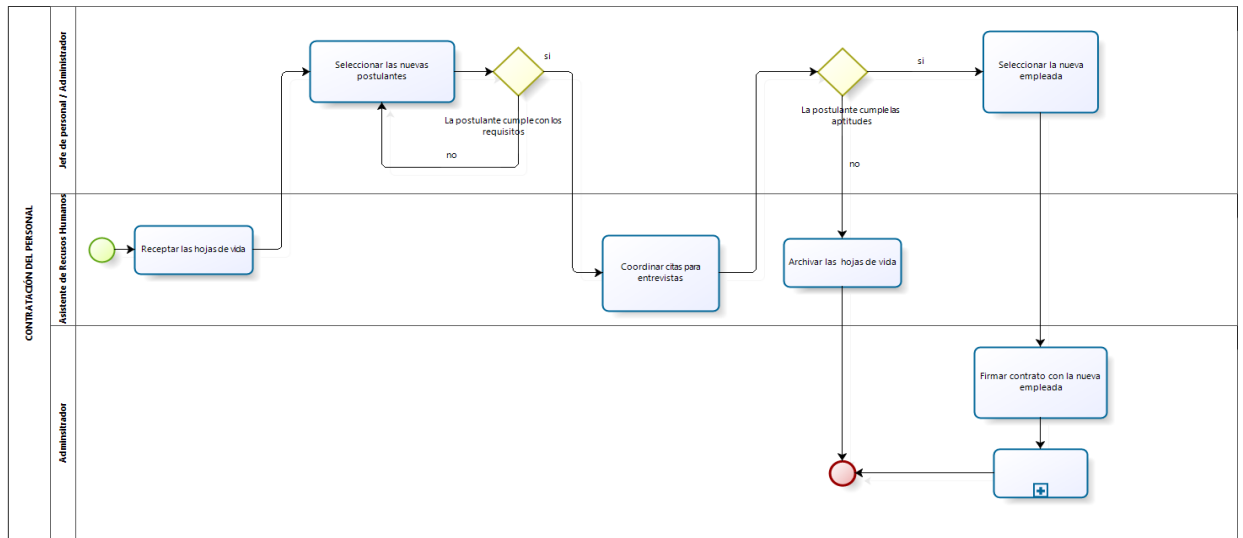 CONTRATACIÓN DEL PERSONAL
Jefe de personal / Administrador
Seleccionar las nuevas
postulantes
si
La postulante cumple con los
requisitos
no
La postulante cumple las
aptitudes
si
no
Seleccionar la nueva
empleada
Asistente de Recusos Humanos
Receptar las hojas de vida
Coordinar citas para
entrevistas
Archivar las hojas de vida
Adminsitrador
Firmar contrato con la nueva
empleada